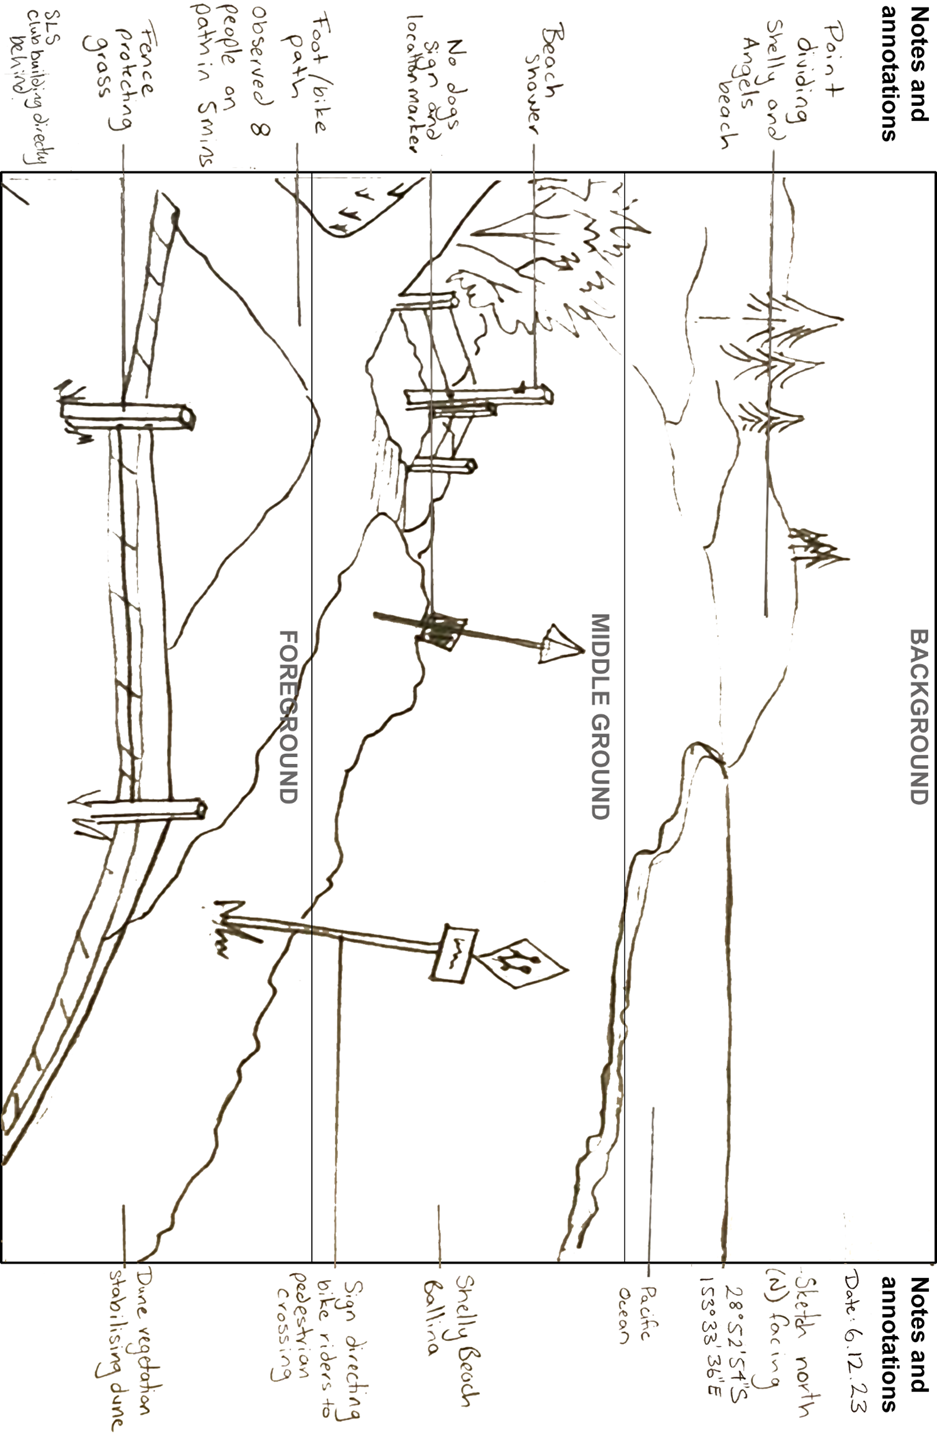 Notes and
annotations
Point
dividing
Shelly and
Angels
beach
Beach
shower
No dogs
Sign and
location marker
Foot/bike
path
Observed 8
people on
path in 5 mins
Fence
protecting
grass
SLS
club building directly
behind.
BACKGROUND
MIDDLE GROUND
FOREGROUND
Notes and
annotations
Date: 6.12.23
Sketch north
(N) facing
28°52'54"S
153°33'36"E
Pacific
Ocean
Shelly Beach
Ballina
Sign directing
bike riders to
pedestrian
crossing
Dune vegetation
stabilising dune